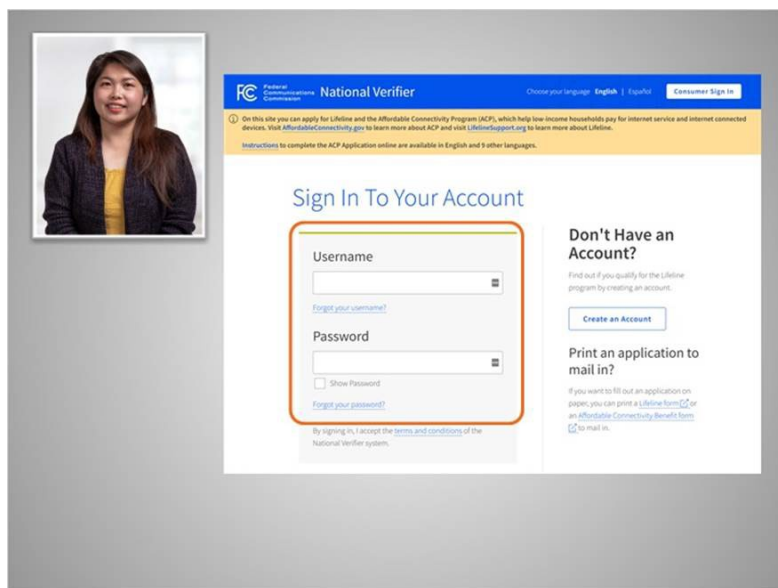 Federal
Communications
Commission
National Verifier
Choose your language English | Español
Consumer Sign In
On this site you can apply for Lifeline and the Affordable Connectivity Program (ACP), which help low-income households pay for internet service and internet connected
devices. Visit AffordableConnectivity.gov to learn more about ACP and visit LifelineSupport.org to learn more about Lifeline.
Instructions to complete the ACP Application online are available in English and 9 other languages.
Sign In To Your Account
Username
Forgot your username?
Password
Show Password
Forgot your password?
By signing in, I accept the terms and conditions of the
National Verifier system.
Don't Have an
Account?
Find out if you qualify for the Lifeline
program by creating an account.
Create an Account
Print an application to
mail in?
If you want to fill out an application on
paper, you can print a Lifeline form or
an Affordable Connectivity Benefit form
to mail in.